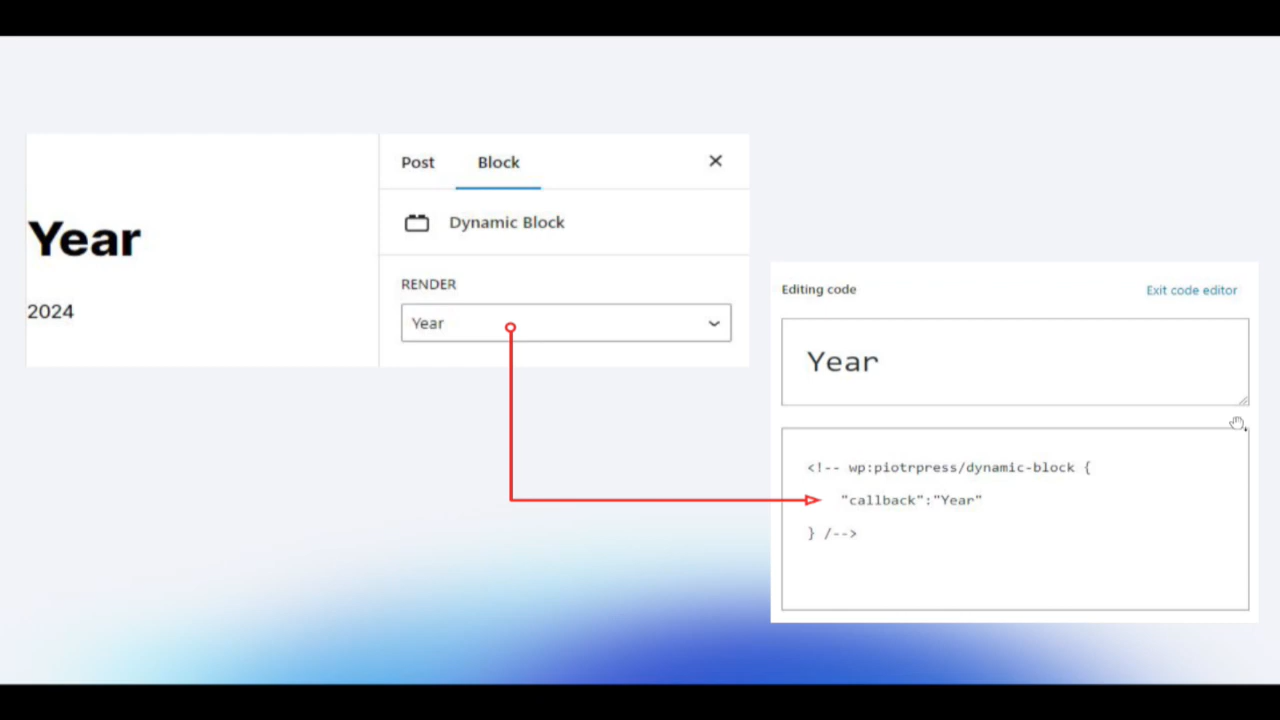 Year
2024
Post Block
Dynamic Block
RENDER
Year
Editing code Exit code editor
Year
<!-- wp:piotrpress/dynamic-block {
"callback":"Year"
} /-->